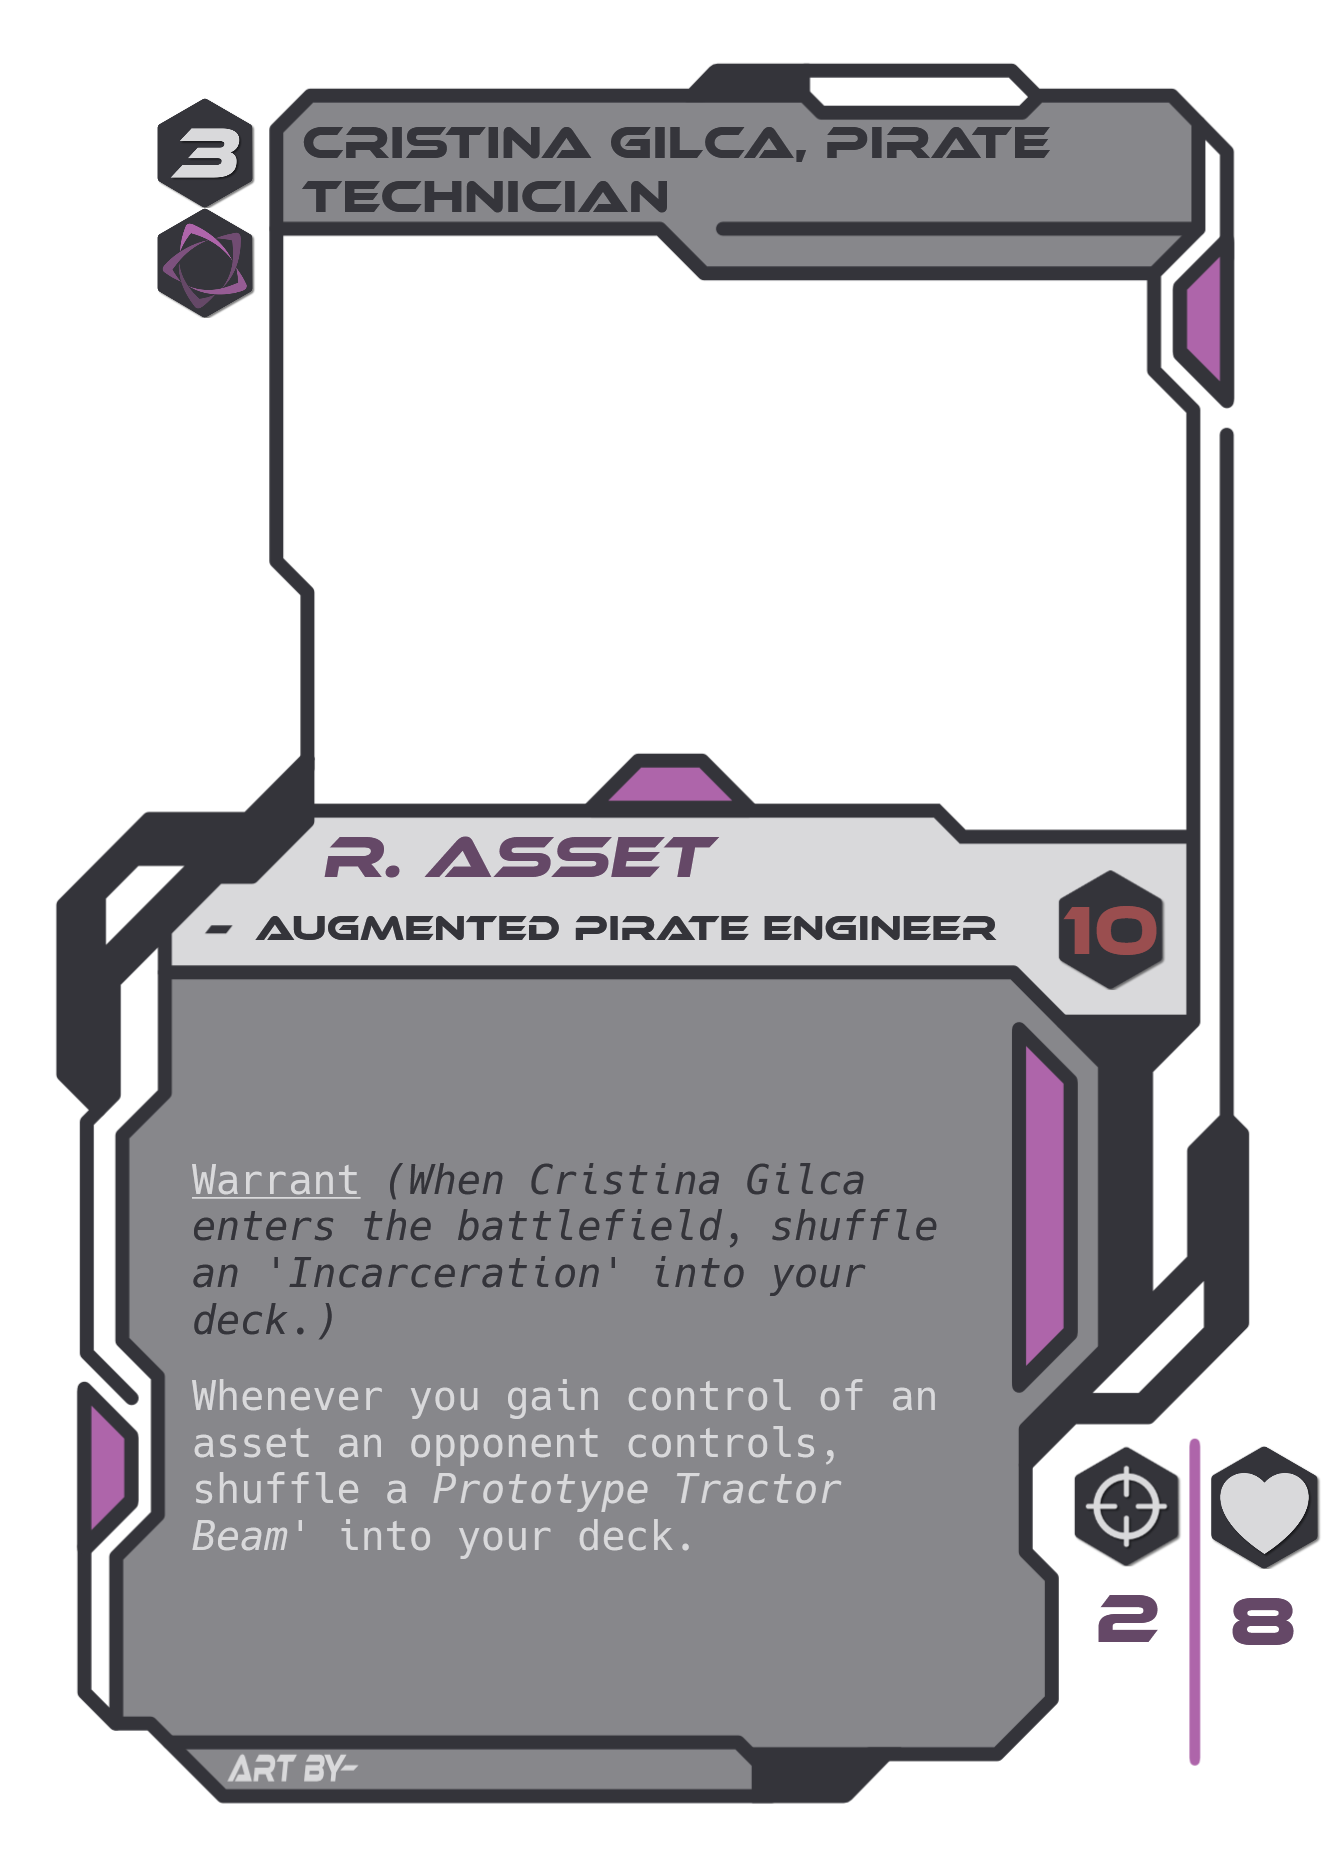 3
CRISTINA GILCA, PIRATE
TECHNICIAN
R. ASSET
- AUGMENTED PIRATE ENGINEER
10
Warrant (When Cristina Gilca
enters the battlefield, shuffle
an 'Incarceration' into your
deck.)
Whenever you gain control of an
asset an opponent controls,
shuffle a Prototype Tractor
Beam' into your deck.
2
8
ART BY-